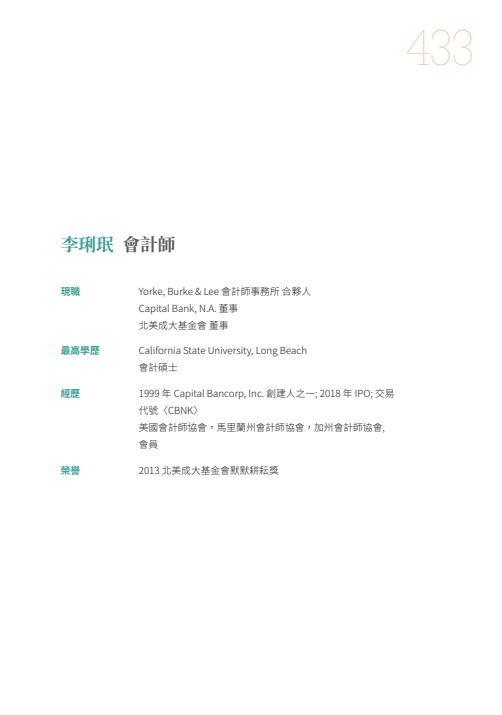 433
李琍珉 會計師
現職 Yorke, Burke & Lee 會計師事務所 合夥人
Capital Bank, N.A. 董事
北美成大基金會 董事
最高學歷 California State University, Long Beach
會計碩士
經歷 1999 年 Capital Bancorp, Inc. 創建人之一; 2018 年 IPO; 交易
代號〈CBNK〉
美國會計師協會，馬里蘭州會計師協會，加州會計師協會,
會員
榮譽 2013 北美成大基金會默默耕耘獎